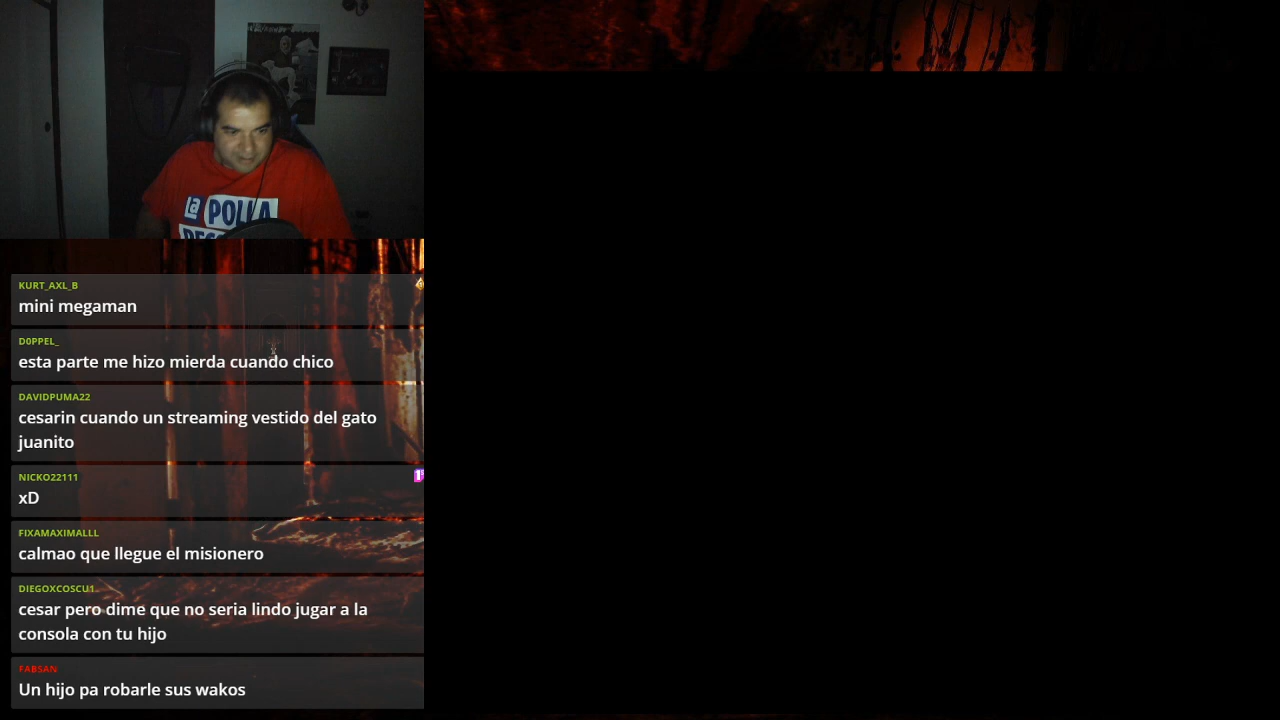 la POLLA
KURT_AXL_B
mini megaman
D0PPEL_
esta parte me hizo mierda cuando chico
DAVIDPUMA22
cesarin cuando un streaming vestido del gato
juanito
NICKO22111
xD
FIXAMAXIMALLL
calmao que llegue el misionero
DIEGOXCOSCU1
cesar pero dime que no seria lindo jugar a la
consola con tu hijo
FABSAN
Un hijo pa robarle sus wakos